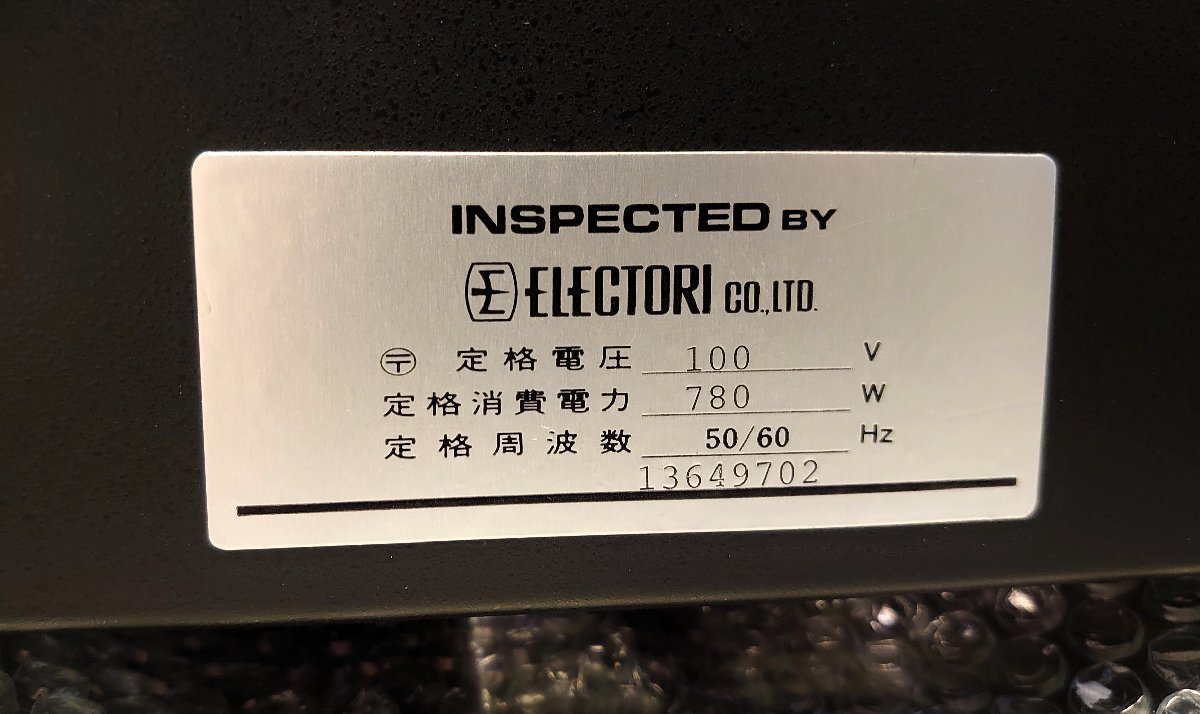 INSPECTED BY
ELECTORI CO.,LTD.
〶 定格電圧 100 V
定格消費電力 780 W
定格周波数 50/60 Hz
13649702